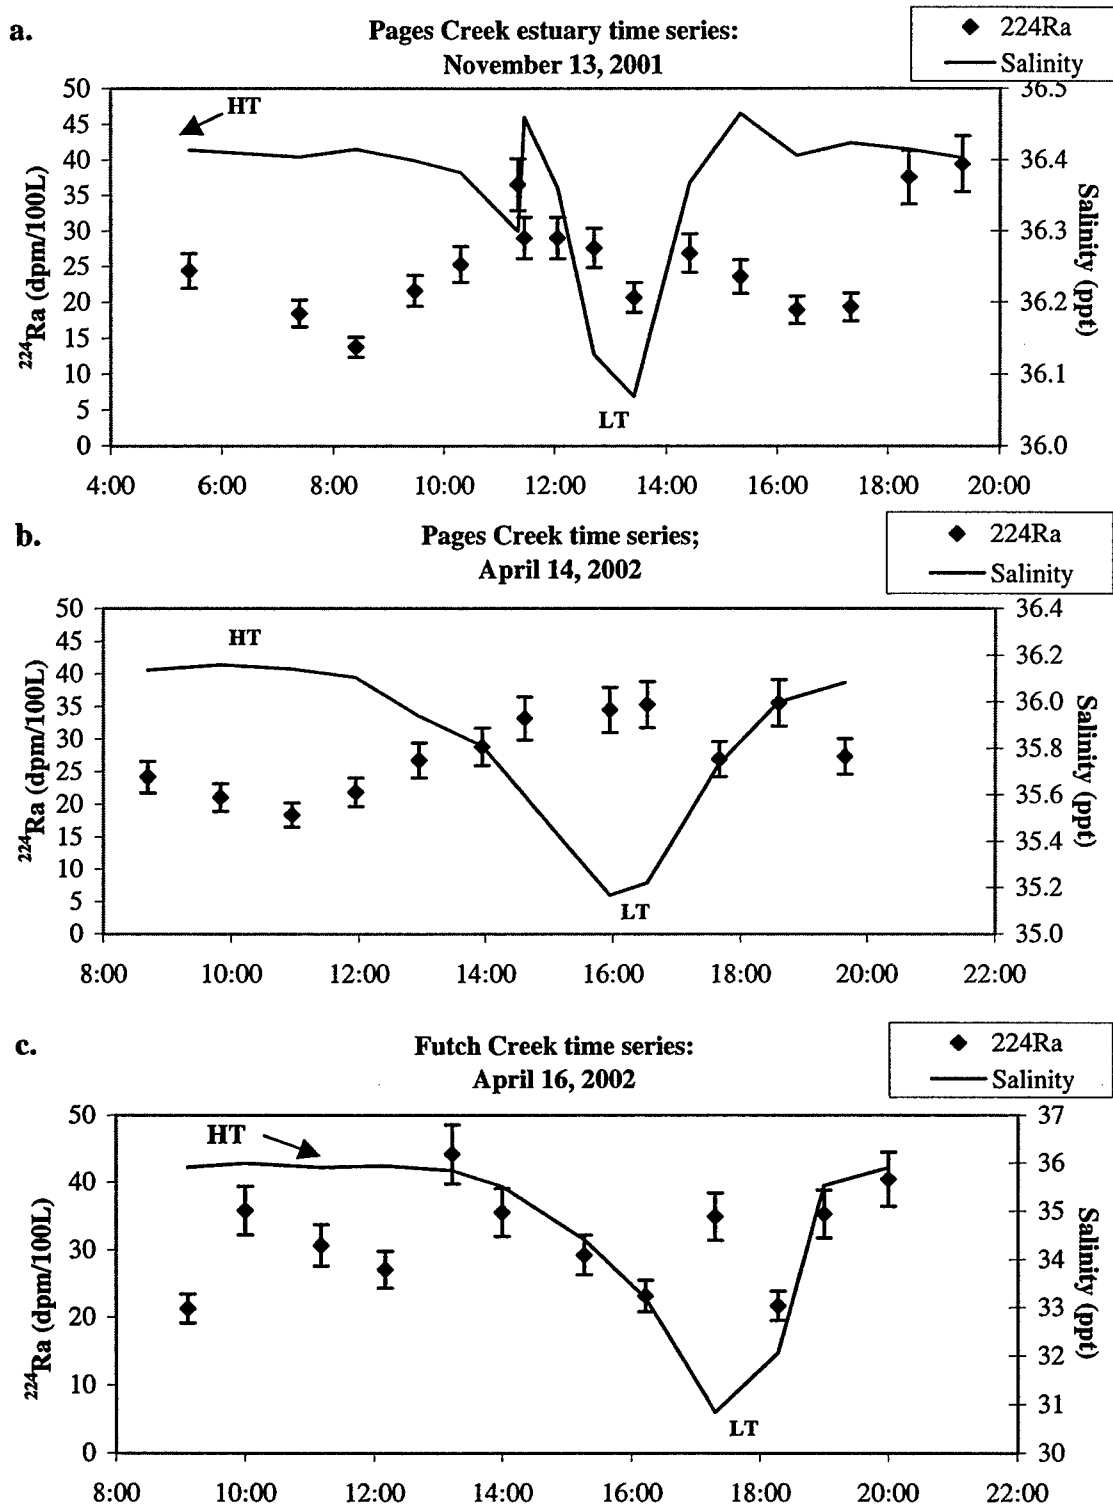 a.
Pages Creek estuary time series:
November 13, 2001
224Ra
Salinity
HT
LT
50
45
40
35
30
25
20
15
10
5
0
²²⁴Ra (dpm/100L)
36.5
36.4
36.3
36.2
36.1
36.0
Salinity (ppt)
4:00 6:00 8:00 10:00 12:00 14:00 16:00 18:00 20:00
b.
Pages Creek time series;
April 14, 2002
224Ra
Salinity
HT
LT
50
45
40
35
30
25
20
15
10
5
0
²²⁴Ra (dpm/100L)
36.4
36.2
36.0
35.8
35.6
35.4
35.2
35.0
Salinity (ppt)
8:00 10:00 12:00 14:00 16:00 18:00 20:00 22:00
c.
Futch Creek time series:
April 16, 2002
224Ra
Salinity
HT
LT
50
40
30
20
10
0
²²⁴Ra (dpm/100L)
37
36
35
34
33
32
31
30
Salinity (ppt)
8:00 10:00 12:00 14:00 16:00 18:00 20:00 22:00